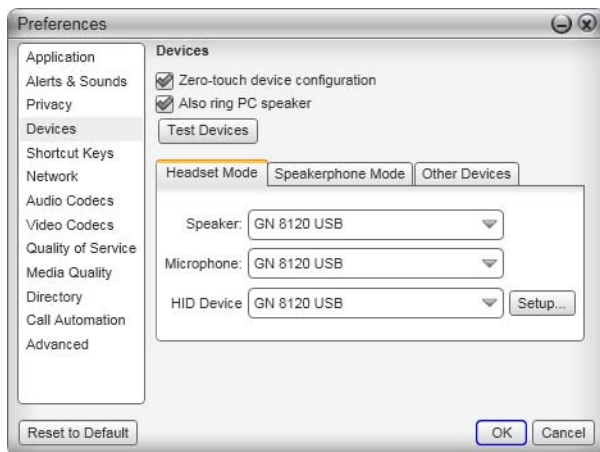 Preferences
Application
Alerts & Sounds
Privacy
Devices
Shortcut Keys
Network
Audio Codecs
Video Codecs
Quality of Service
Media Quality
Directory
Call Automation
Advanced
Devices
Zero-touch device configuration
Also ring PC speaker
Test Devices
Headset Mode Speakerphone Mode Other Devices
Speaker: GN 8120 USB
Microphone: GN 8120 USB
HID Device GN 8120 USB Setup...
Reset to Default OK Cancel